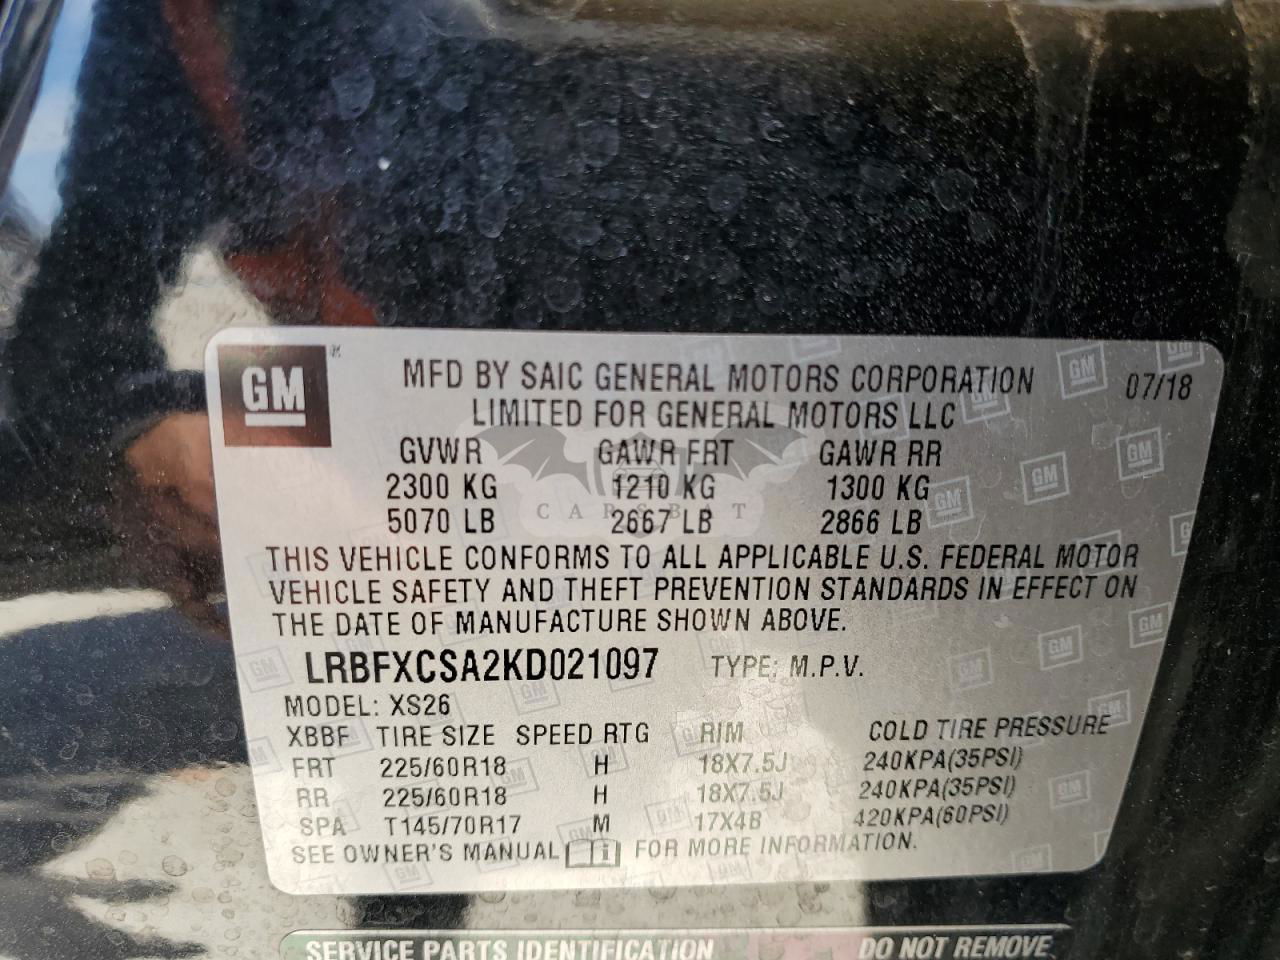 GM
MFD BY SAIC GENERAL MOTORS CORPORATION 07/18
LIMITED FOR GENERAL MOTORS LLC
GVWR GAWR FRT GAWR RR
2300 KG 1210 KG 1300 KG
CARSBAT
5070 LB 2667 LB 2866 LB
THIS VEHICLE CONFORMS TO ALL APPLICABLE U.S. FEDERAL MOTOR
VEHICLE SAFETY AND THEFT PREVENTION STANDARDS IN EFFECT ON
THE DATE OF MANUFACTURE SHOWN ABOVE.
LRBFXCSA2KD021097 TYPE: M.P.V.
MODEL: XS26
XBBF TIRE SIZE SPEED RTG RIM COLD TIRE PRESSURE
FRT 225/60R18 H 18X7.5J 240KPA(35PSI)
RR 225/60R18 H 18X7.5J 240KPA(35PSI)
SPA T145/70R17 M 17X4B 420KPA(60PSI)
SEE OWNER'S MANUAL i FOR MORE INFORMATION.
SERVICE PARTS IDENTIFICATION DO NOT REMOVE